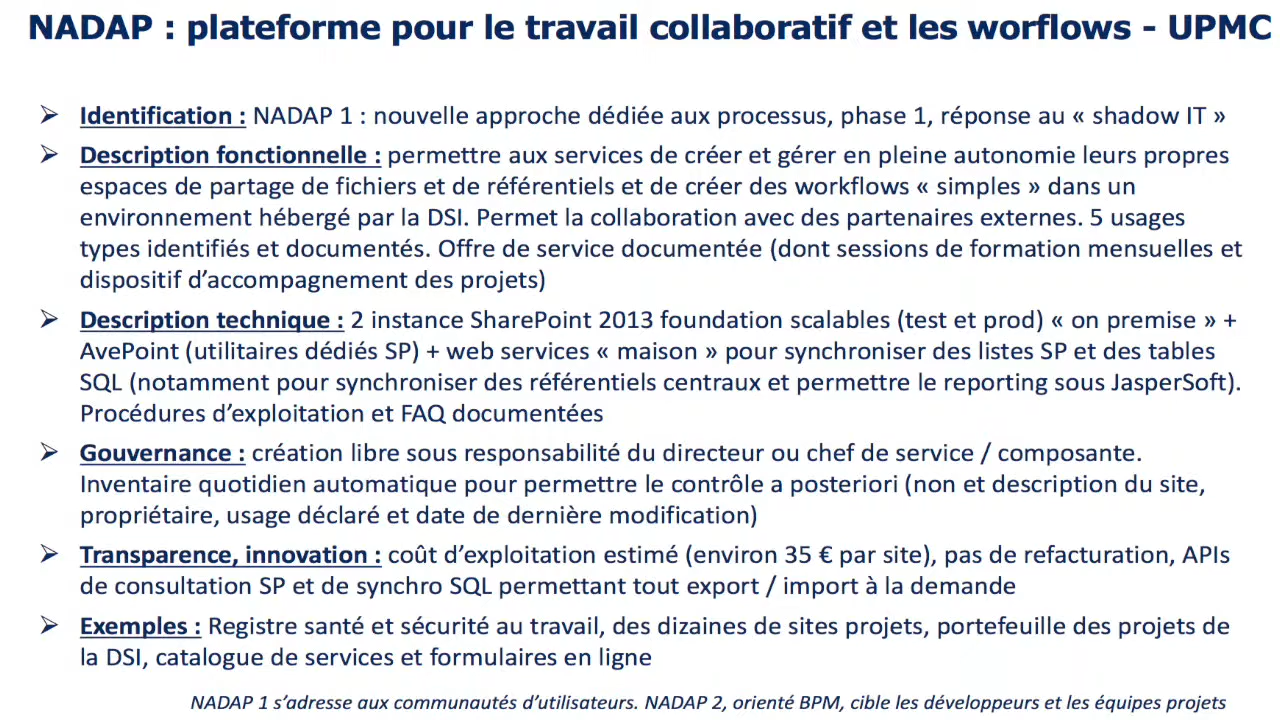 NADAP : plateforme pour le travail collaboratif et les worflows - UPMC
➢ Identification : NADAP 1 : nouvelle approche dédiée aux processus, phase 1, réponse au « shadow IT »
➢ Description fonctionnelle : permettre aux services de créer et gérer en pleine autonomie leurs propres
espaces de partage de fichiers et de référentiels et de créer des workflows « simples » dans un
environnement hébergé par la DSI. Permet la collaboration avec des partenaires externes. 5 usages
types identifiés et documentés. Offre de service documentée (dont sessions de formation mensuelles et
dispositif d’accompagnement des projets)
➢ Description technique : 2 instance SharePoint 2013 foundation scalables (test et prod) « on premise » +
AvePoint (utilitaires dédiés SP) + web services « maison » pour synchroniser des listes SP et des tables
SQL (notamment pour synchroniser des référentiels centraux et permettre le reporting sous JasperSoft).
Procédures d’exploitation et FAQ documentées
➢ Gouvernance : création libre sous responsabilité du directeur ou chef de service / composante.
Inventaire quotidien automatique pour permettre le contrôle a posteriori (non et description du site,
propriétaire, usage déclaré et date de dernière modification)
➢ Transparence, innovation : coût d’exploitation estimé (environ 35 € par site), pas de refacturation, APIs
de consultation SP et de synchro SQL permettant tout export / import à la demande
➢ Exemples : Registre santé et sécurité au travail, des dizaines de sites projets, portefeuille des projets de
la DSI, catalogue de services et formulaires en ligne
NADAP 1 s’adresse aux communautés d’utilisateurs. NADAP 2, orienté BPM, cible les développeurs et les équipes projets